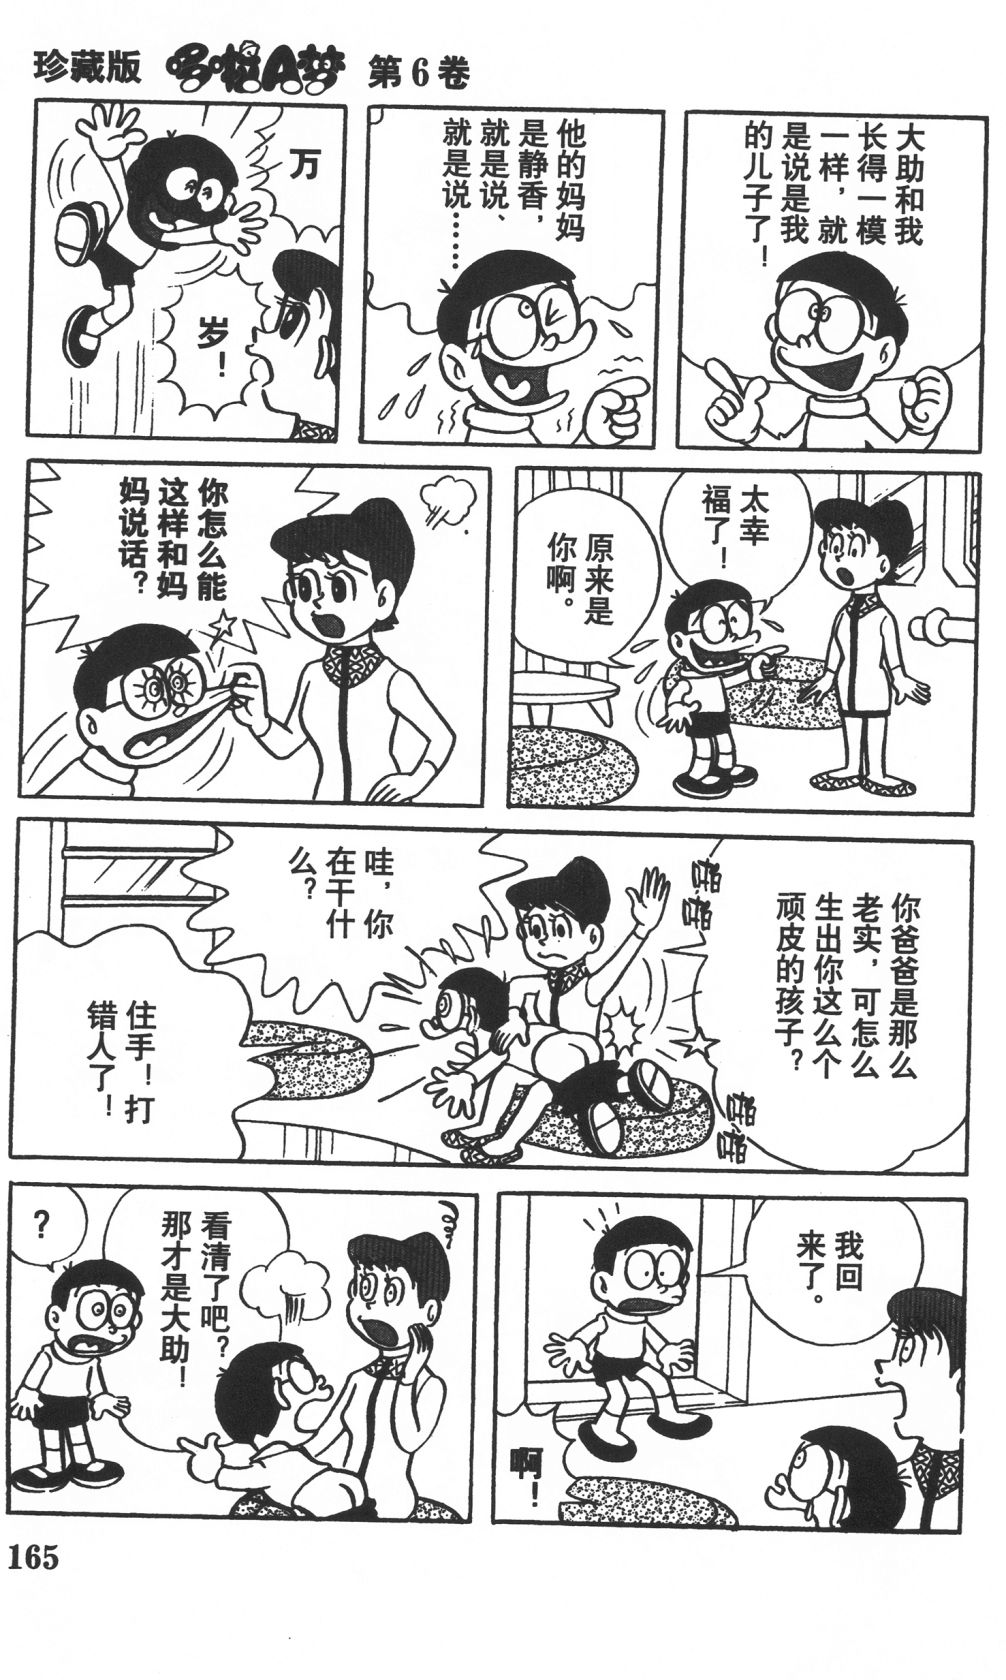 珍藏版 哆啦A梦 第6卷
大助和我
长得一模
一样，就
是说是我
的儿子了！
他的妈妈
是静香，
就是说、
就是说……
万
岁！
太幸
福了！
原来是
你啊。
你怎么能
这样和妈
妈说话？
你爸爸是那么
老实，可怎么
生出你这么个
顽皮的孩子？
啪啪
啪啪
哇，你
在干什
么？
住手！打
错人了！
我回
来了。
啊！
看清了吧？
那才是大助！
？
165